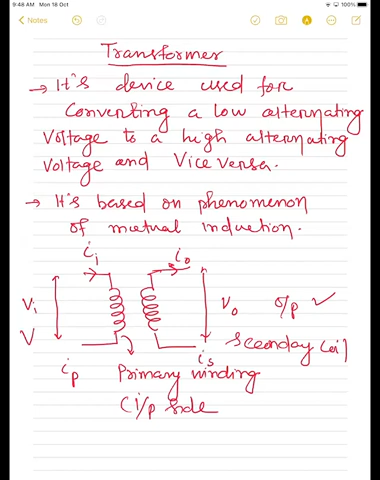 9:48 AM Mon 18 Oct
100%
Notes
Transformer
→ It's device used for
Converting a low alternating
Voltage to a high alternating
Voltage and Vice versa.
→ It's based on phenomenon
of mutual induction.
i₁ i₀
V₁ V₀ o/p ✓
V Secondary coil
iₚ iₛ
Primary winding
(i/p side